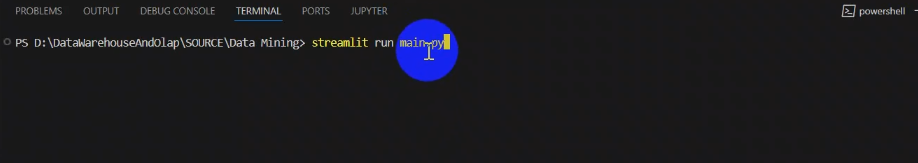 PROBLEMS OUTPUT DEBUG CONSOLE TERMINAL PORTS JUPYTER powershell
PS D:\DataWarehouseAndOlap\SOURCE\Data Mining> streamlit run main.py